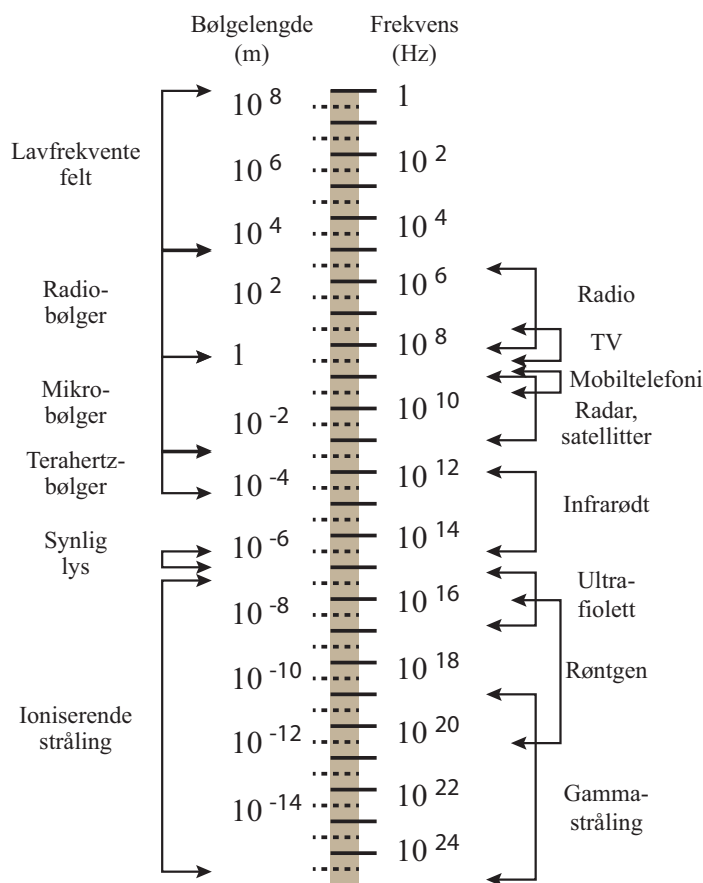 Bølgelengde
(m)
Frekvens
(Hz)
10 8
10 6
10 4
10 2
1
10 -2
10 -4
10 -6
10 -8
10 -10
10 -12
10 -14
1
10 2
10 4
10 6
10 8
10 10
10 12
10 14
10 16
10 18
10 20
10 22
10 24
Lavfrekvente
felt
Radio-
bølger
Mikro-
bølger
Terahertz-
bølger
Synlig
lys
Ioniserende
stråling
Radio
TV
Mobiltelefoni
Radar,
satellitter
Infrarødt
Ultra-
fiolett
Røntgen
Gamma-
stråling